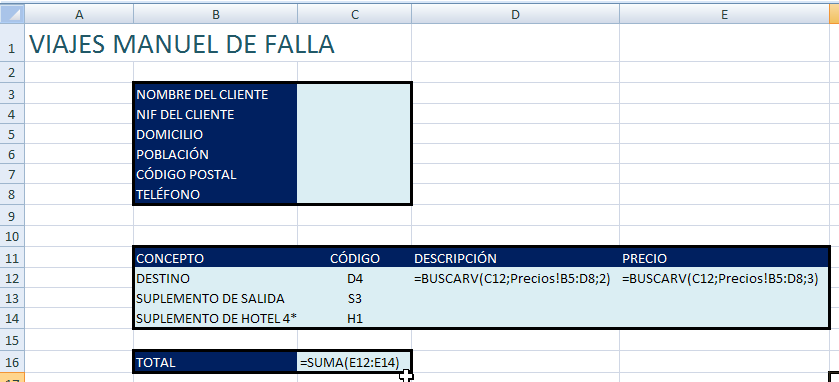 A B C D E
1 VIAJES MANUEL DE FALLA
2
3 NOMBRE DEL CLIENTE
4 NIF DEL CLIENTE
5 DOMICILIO
6 POBLACIÓN
7 CÓDIGO POSTAL
8 TELÉFONO
9
10
11 CONCEPTO CÓDIGO DESCRIPCIÓN PRECIO
12 DESTINO D4 =BUSCARV(C12;Precios!B5:D8;2) =BUSCARV(C12;Precios!B5:D8;3)
13 SUPLEMENTO DE SALIDA S3
14 SUPLEMENTO DE HOTEL 4* H1
15
16 TOTAL =SUMA(E12:E14)
17